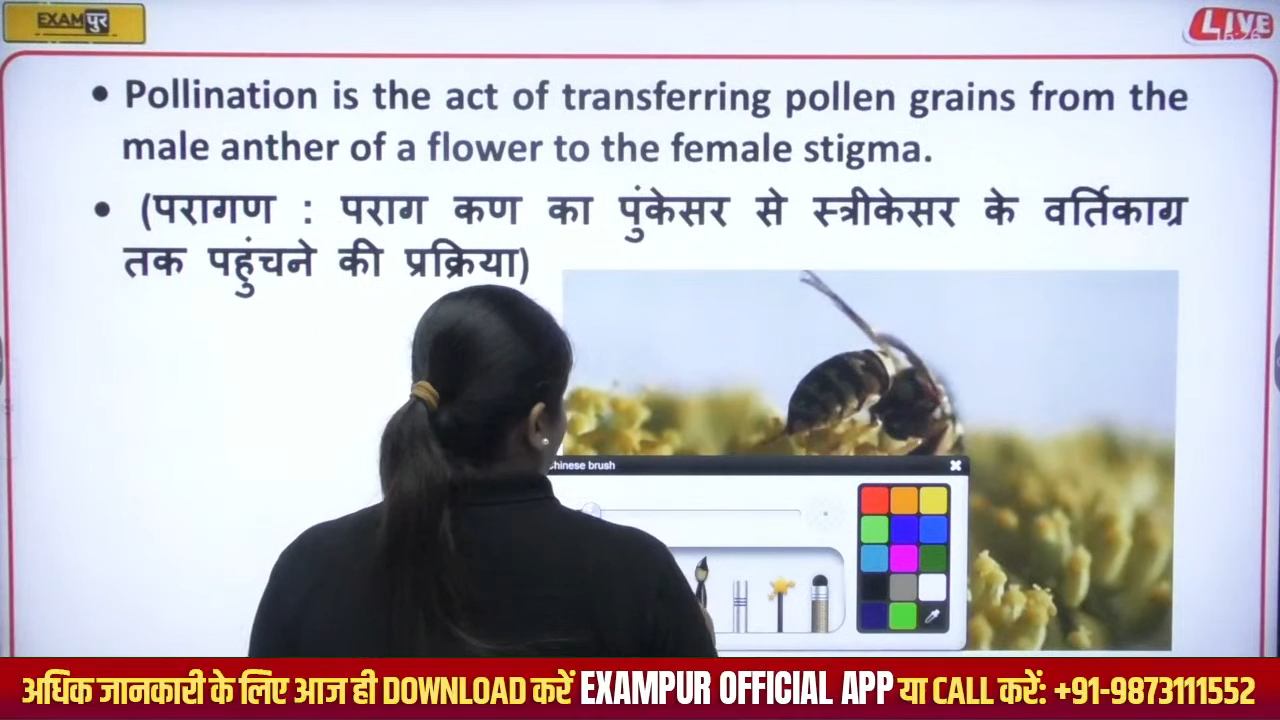 EXAM पुर
LIVE
• Pollination is the act of transferring pollen grains from the
male anther of a flower to the female stigma.
• (परागण : पराग कण का पुंकेसर से स्त्रीकेसर के वर्तिकाग्र
तक पहुंचने की प्रक्रिया)
hinese brush
अधिक जानकारी के लिए आज ही DOWNLOAD करें EXAMPUR OFFICIAL APP या CALL करें: +91-9873111552